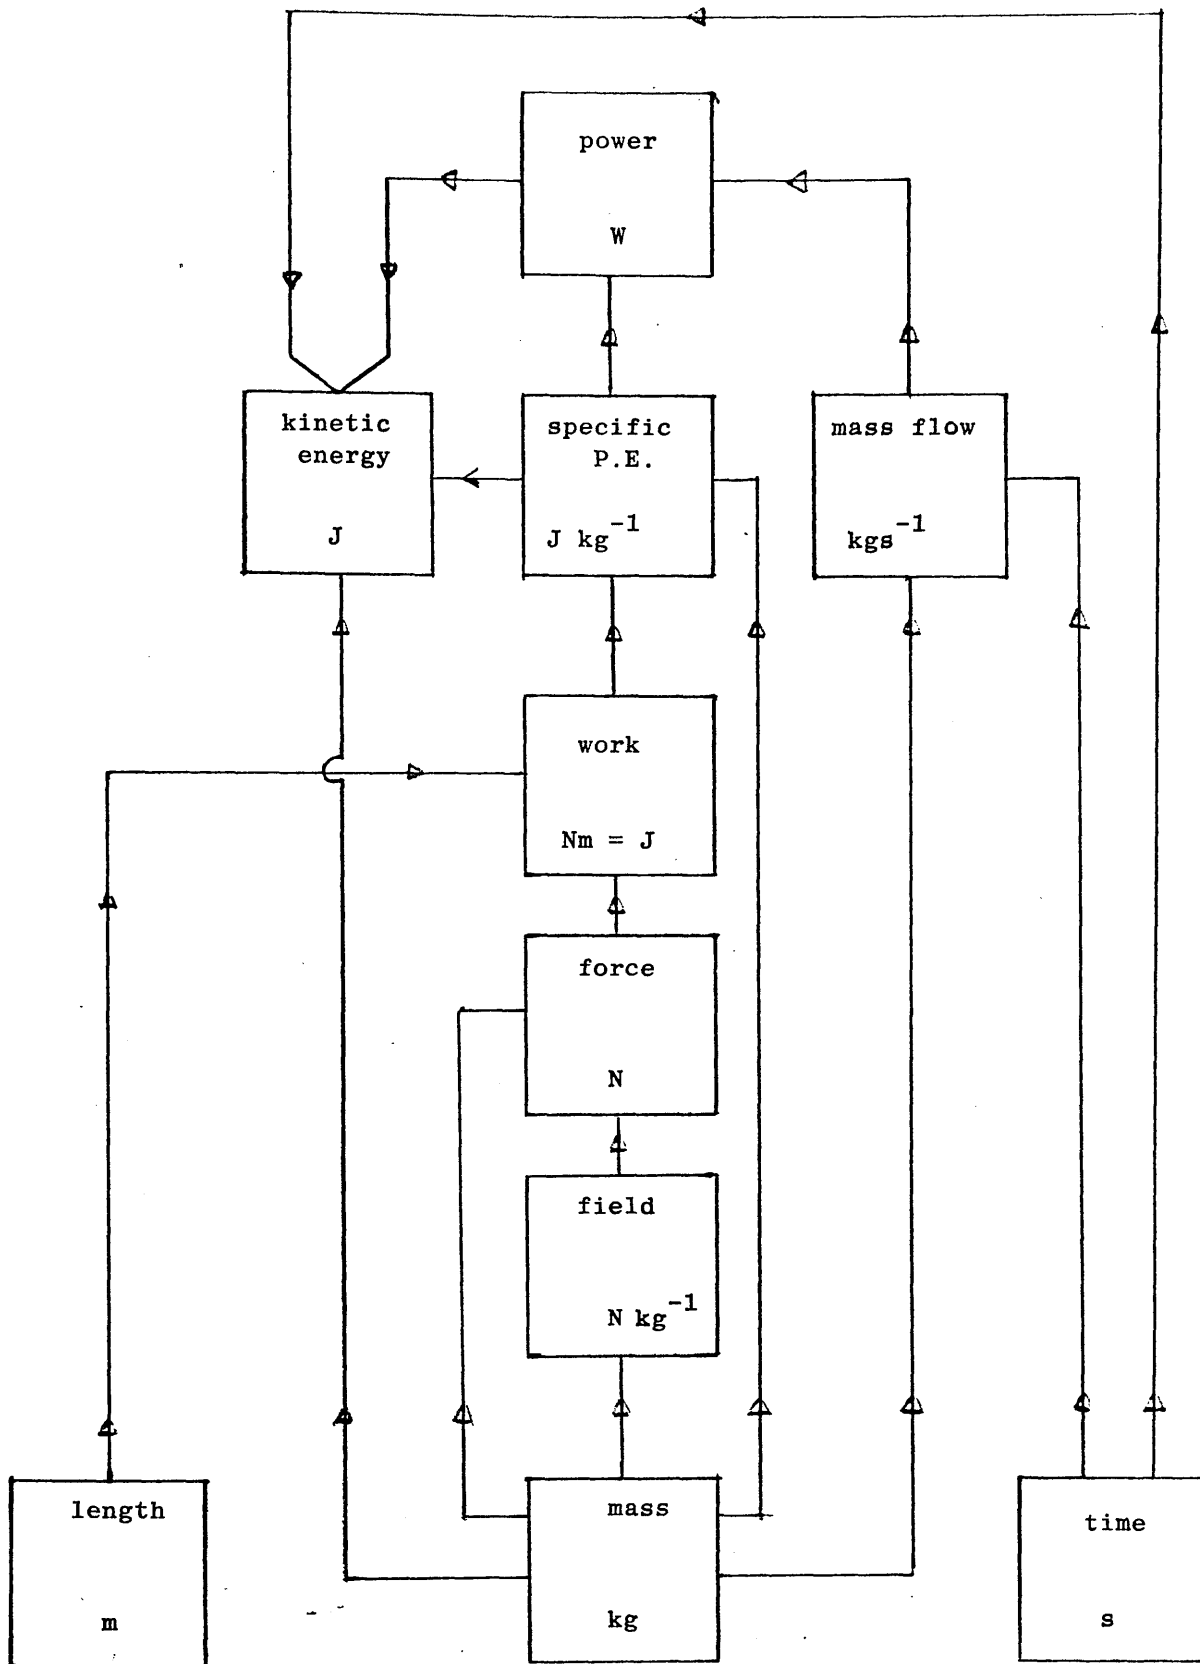 power
W
kinetic
energy
J
specific
P.E.
J kg⁻¹
mass flow
kgs⁻¹
work
Nm = J
force
N
field
N kg⁻¹
length
m
mass
kg
time
s